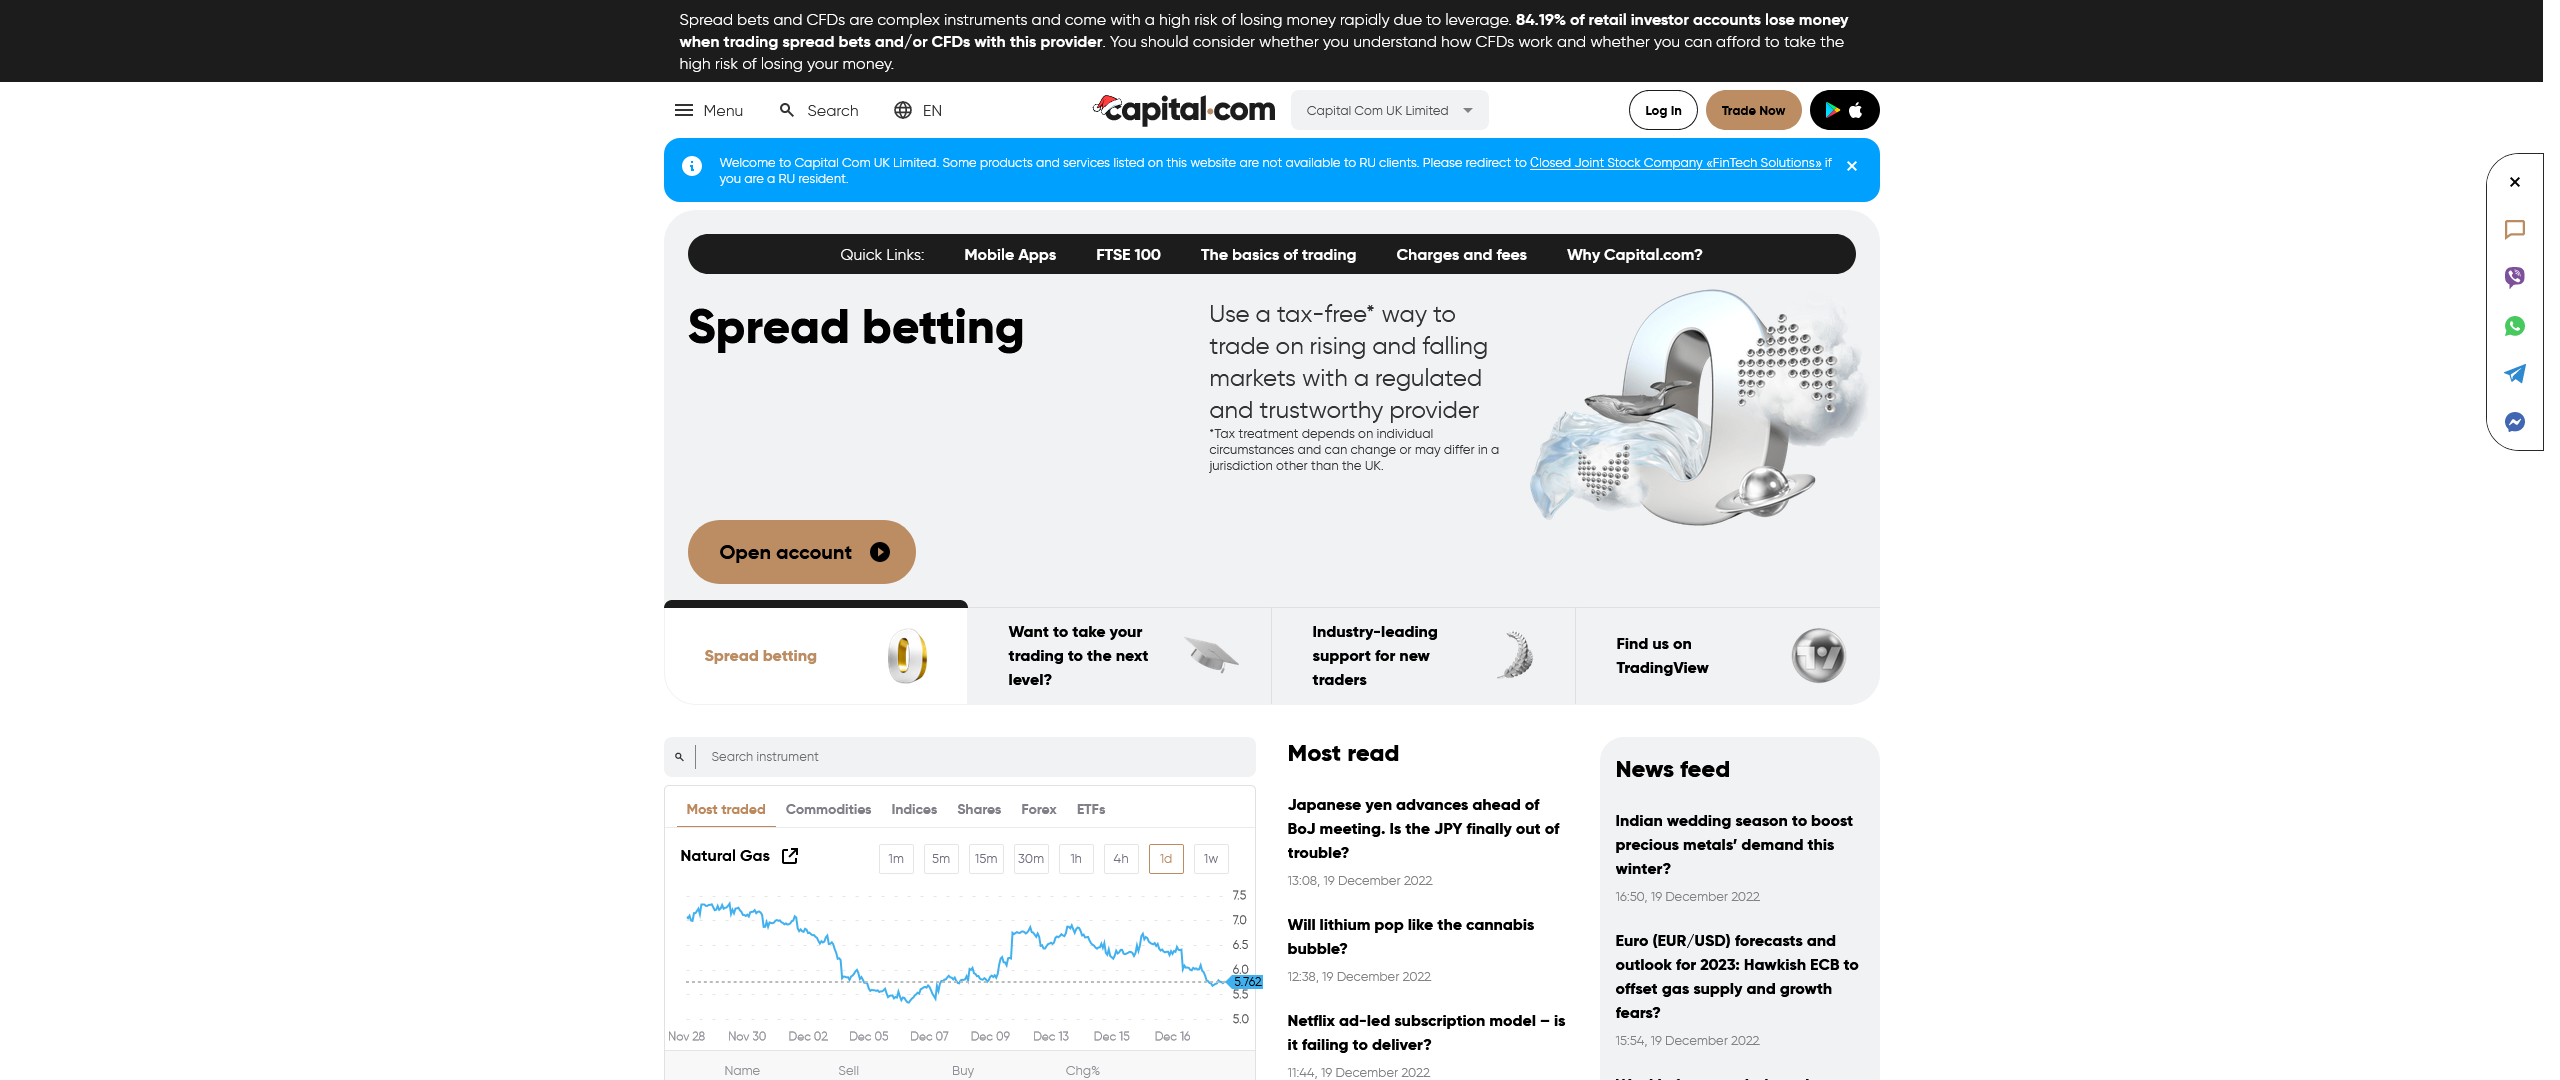 Spread bets and CFDs are complex instruments and come with a high risk of losing money rapidly due to leverage. 84.19% of retail investor accounts lose money
when trading spread bets and/or CFDs with this provider. You should consider whether you understand how CFDs work and whether you can afford to take the
high risk of losing your money.
Menu
Search
EN
capital.com
Capital Com UK Limited
Log In
Trade Now
Welcome to Capital Com UK Limited. Some products and services listed on this website are not available to RU clients. Please redirect to Closed Joint Stock Company «FinTech Solutions» if
you are a RU resident.
Quick Links:
Mobile Apps
FTSE 100
The basics of trading
Charges and fees
Why Capital.com?
Spread betting
Use a tax-free* way to
trade on rising and falling
markets with a regulated
and trustworthy provider
*Tax treatment depends on individual
circumstances and can change or may differ in a
jurisdiction other than the UK.
Open account
Spread betting
Want to take your
trading to the next
level?
Industry-leading
support for new
traders
Find us on
TradingView
Search instrument
Most traded
Commodities
Indices
Shares
Forex
ETFs
Natural Gas
1m
5m
15m
30m
1h
4h
1d
1w
7.5
7.0
6.5
6.0
5.762
5.5
5.0
Nov 28
Nov 30
Dec 02
Dec 05
Dec 07
Dec 09
Dec 13
Dec 15
Dec 16
Name
Sell
Buy
Chg%
Most read
Japanese yen advances ahead of
BoJ meeting. Is the JPY finally out of
trouble?
13:08, 19 December 2022
Will lithium pop like the cannabis
bubble?
12:38, 19 December 2022
Netflix ad-led subscription model – is
it failing to deliver?
11:44, 19 December 2022
News feed
Indian wedding season to boost
precious metals' demand this
winter?
16:50, 19 December 2022
Euro (EUR/USD) forecasts and
outlook for 2023: Hawkish ECB to
offset gas supply and growth
fears?
15:54, 19 December 2022